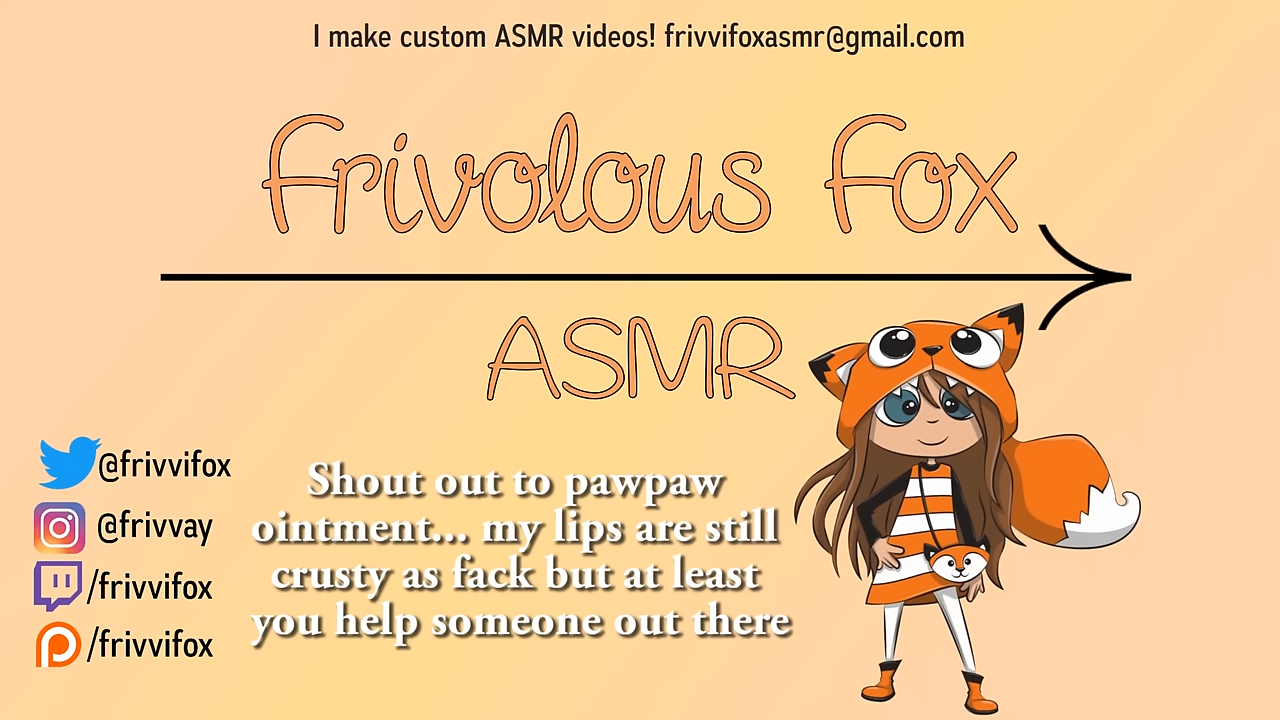 I make custom ASMR videos! frivvifoxasmr@gmail.com
Frivolous Fox
ASMR
@frivvifox
@frivvay
/frivvifox
/frivvifox
Shout out to pawpaw
ointment... my lips are still
crusty as fack but at least
you help someone out there